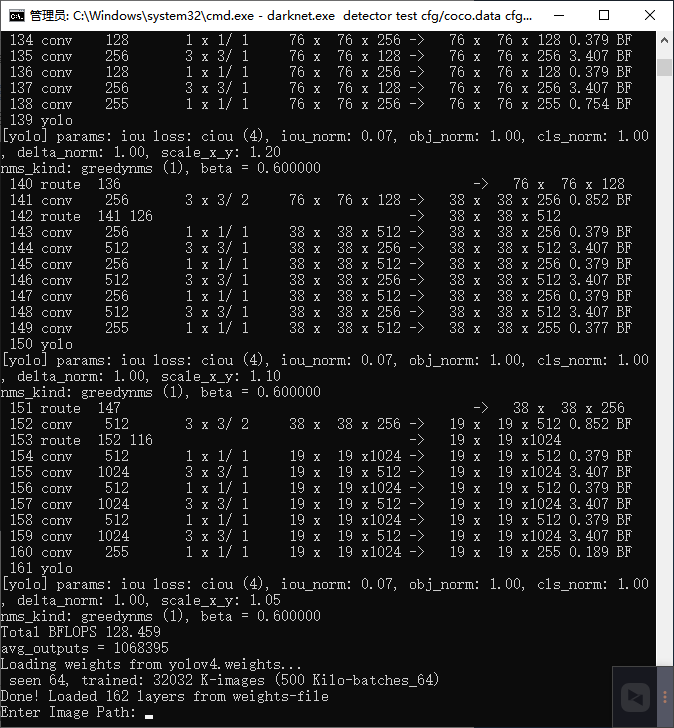 管理员: C:\Windows\system32\cmd.exe - darknet.exe  detector test cfg/coco.data cfg...
134 conv    128       1 x 1/ 1     76 x  76 x 256 ->   76 x  76 x 128 0.379 BF
135 conv    256       3 x 3/ 1     76 x  76 x 128 ->   76 x  76 x 256 3.407 BF
136 conv    128       1 x 1/ 1     76 x  76 x 256 ->   76 x  76 x 128 0.379 BF
137 conv    256       3 x 3/ 1     76 x  76 x 128 ->   76 x  76 x 256 3.407 BF
138 conv    255       1 x 1/ 1     76 x  76 x 256 ->   76 x  76 x 255 0.754 BF
139 yolo
[yolo] params: iou loss: ciou (4), iou_norm: 0.07, obj_norm: 1.00, cls_norm: 1.00
, delta_norm: 1.00, scale_x_y: 1.20
nms_kind: greedynms (1), beta = 0.600000
140 route  136                                     ->   76 x  76 x 128
141 conv    256       3 x 3/ 2     76 x  76 x 128 ->   38 x  38 x 256 0.852 BF
142 route  141 126                                 ->   38 x  38 x 512
143 conv    256       1 x 1/ 1     38 x  38 x 512 ->   38 x  38 x 256 0.379 BF
144 conv    512       3 x 3/ 1     38 x  38 x 256 ->   38 x  38 x 512 3.407 BF
145 conv    256       1 x 1/ 1     38 x  38 x 512 ->   38 x  38 x 256 0.379 BF
146 conv    512       3 x 3/ 1     38 x  38 x 256 ->   38 x  38 x 512 3.407 BF
147 conv    256       1 x 1/ 1     38 x  38 x 512 ->   38 x  38 x 256 0.379 BF
148 conv    512       3 x 3/ 1     38 x  38 x 256 ->   38 x  38 x 512 3.407 BF
149 conv    255       1 x 1/ 1     38 x  38 x 512 ->   38 x  38 x 255 0.377 BF
150 yolo
[yolo] params: iou loss: ciou (4), iou_norm: 0.07, obj_norm: 1.00, cls_norm: 1.00
, delta_norm: 1.00, scale_x_y: 1.10
nms_kind: greedynms (1), beta = 0.600000
151 route  147                                     ->   38 x  38 x 256
152 conv    512       3 x 3/ 2     38 x  38 x 256 ->   19 x  19 x 512 0.852 BF
153 route  152 116                                 ->   19 x  19 x1024
154 conv    512       1 x 1/ 1     19 x  19 x1024 ->   19 x  19 x 512 0.379 BF
155 conv   1024       3 x 3/ 1     19 x  19 x 512 ->   19 x  19 x1024 3.407 BF
156 conv    512       1 x 1/ 1     19 x  19 x1024 ->   19 x  19 x 512 0.379 BF
157 conv   1024       3 x 3/ 1     19 x  19 x 512 ->   19 x  19 x1024 3.407 BF
158 conv    512       1 x 1/ 1     19 x  19 x1024 ->   19 x  19 x 512 0.379 BF
159 conv   1024       3 x 3/ 1     19 x  19 x 512 ->   19 x  19 x1024 3.407 BF
160 conv    255       1 x 1/ 1     19 x  19 x1024 ->   19 x  19 x 255 0.189 BF
161 yolo
[yolo] params: iou loss: ciou (4), iou_norm: 0.07, obj_norm: 1.00, cls_norm: 1.00
, delta_norm: 1.00, scale_x_y: 1.05
nms_kind: greedynms (1), beta = 0.600000
Total BFLOPS 128.459
avg_outputs = 1068395
Loading weights from yolov4.weights...
seen 64, trained: 32032 K-images (500 Kilo-batches_64)
Done! Loaded 162 layers from weights-file
Enter Image Path: